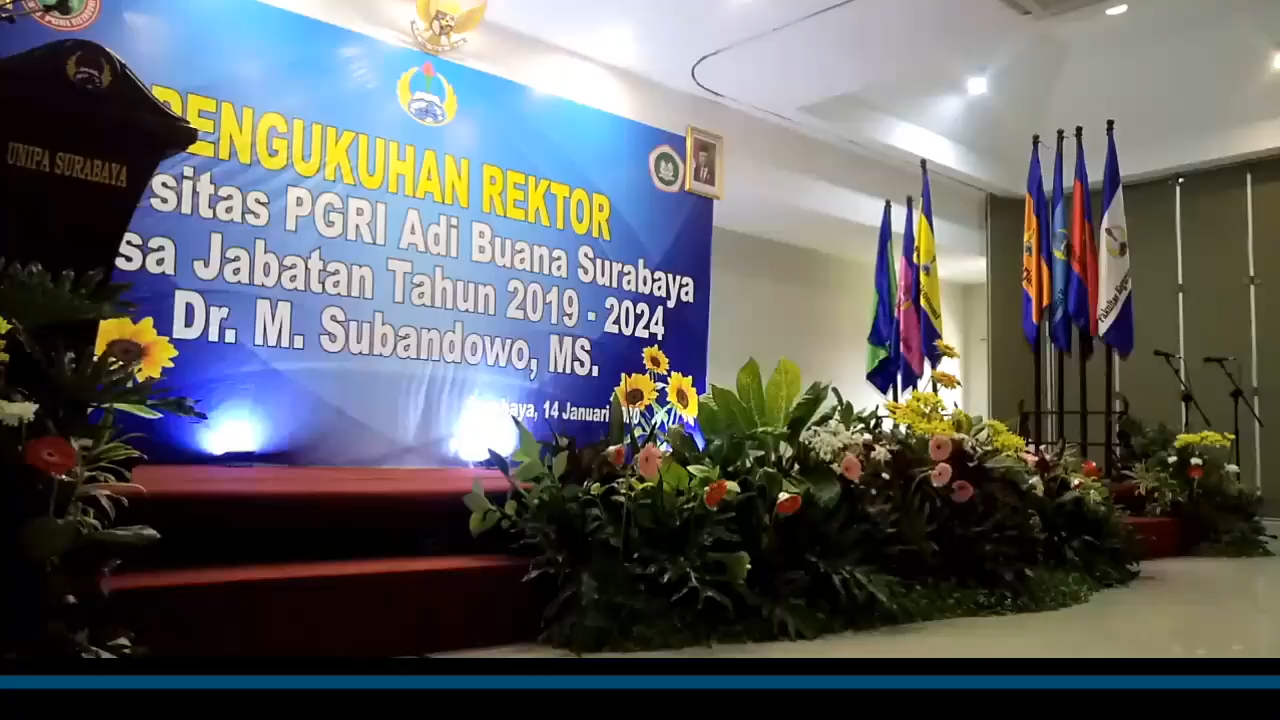 UNIPA SURABAYA
PENGUKUHAN REKTOR
sitas PGRI Adi Buana Surabaya
sa Jabatan Tahun 2019 - 2024
Dr. M. Subandowo, MS.
baya, 14 Januari